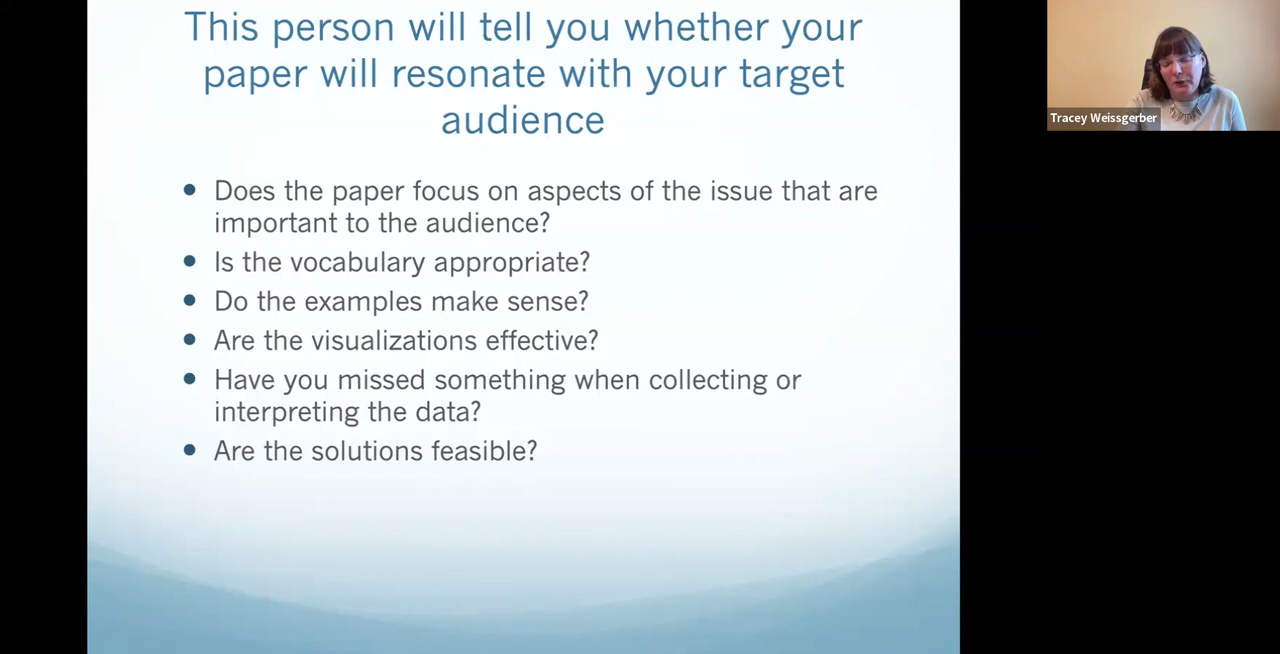 This person will tell you whether your
paper will resonate with your target
audience
Does the paper focus on aspects of the issue that are
important to the audience?
Is the vocabulary appropriate?
Do the examples make sense?
Are the visualizations effective?
Have you missed something when collecting or
interpreting the data?
Are the solutions feasible?
Tracey Weissgerber